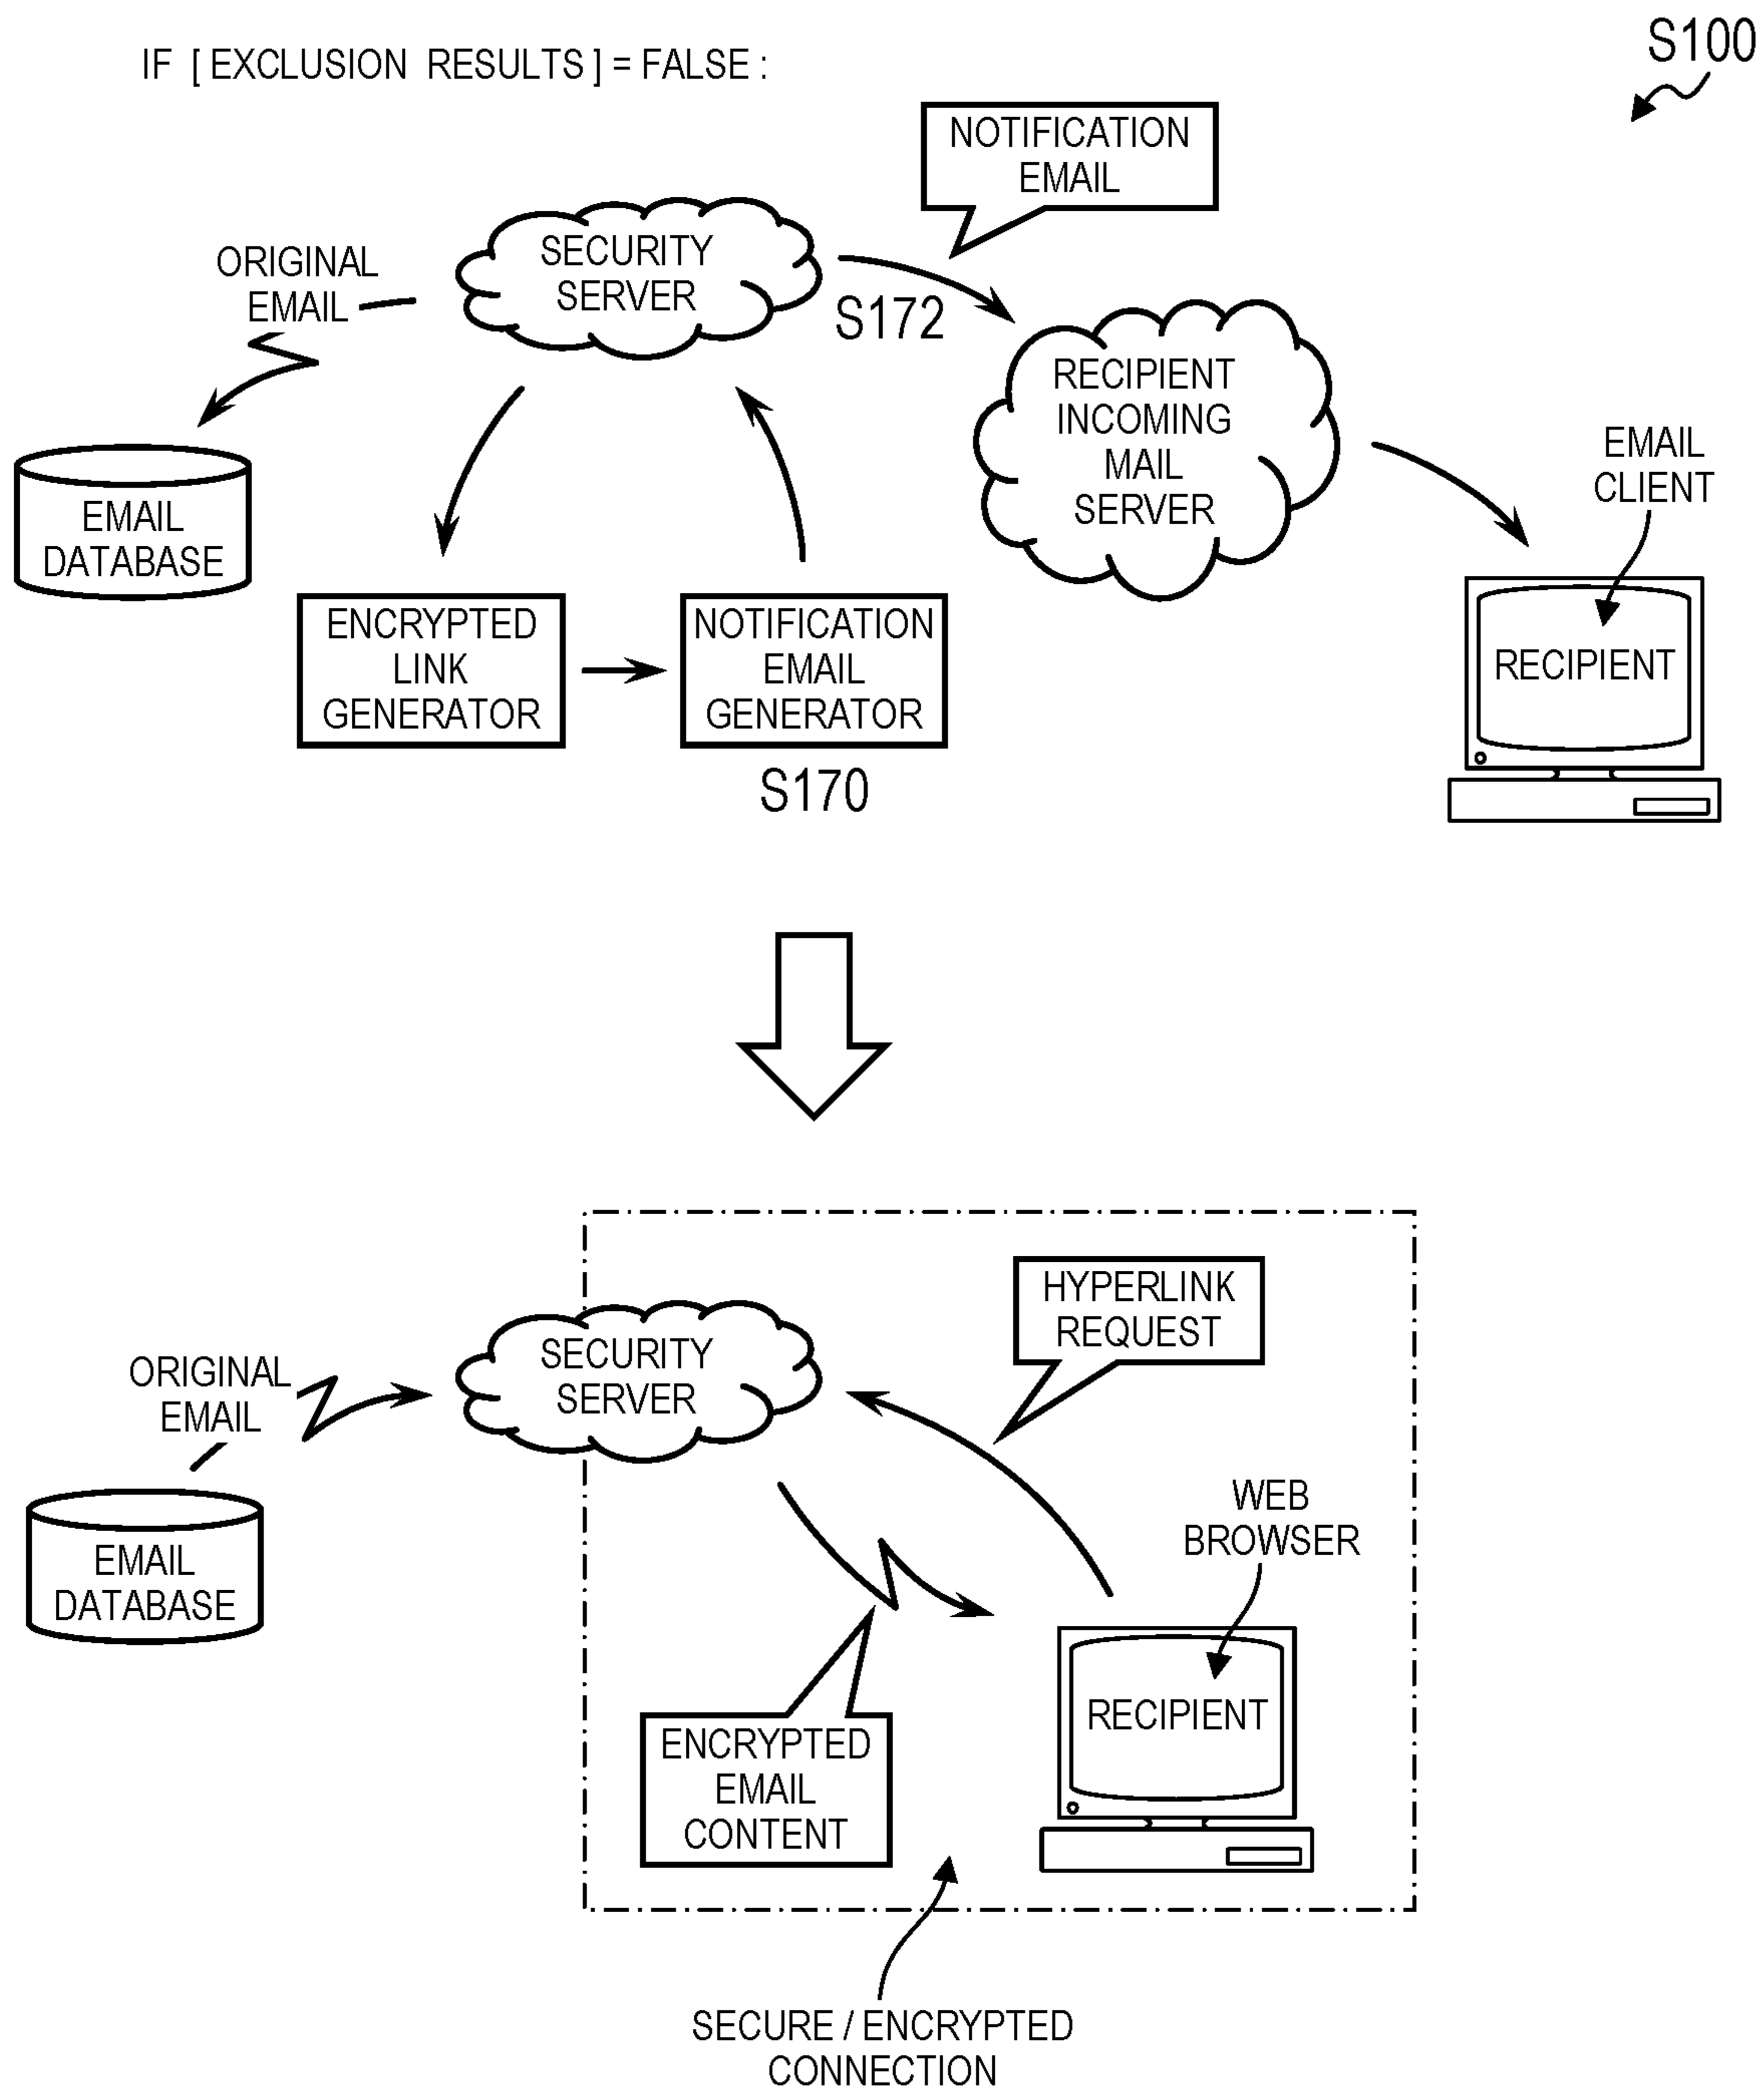 S100
IF [ EXCLUSION RESULTS ] = FALSE :
NOTIFICATION
EMAIL
ORIGINAL
EMAIL
SECURITY
SERVER
S172
RECIPIENT
INCOMING
MAIL
SERVER
EMAIL
CLIENT
EMAIL
DATABASE
ENCRYPTED
LINK
GENERATOR
NOTIFICATION
EMAIL
GENERATOR
RECIPIENT
S170
HYPERLINK
REQUEST
SECURITY
SERVER
ORIGINAL
EMAIL
WEB
BROWSER
EMAIL
DATABASE
RECIPIENT
ENCRYPTED
EMAIL
CONTENT
SECURE / ENCRYPTED
CONNECTION